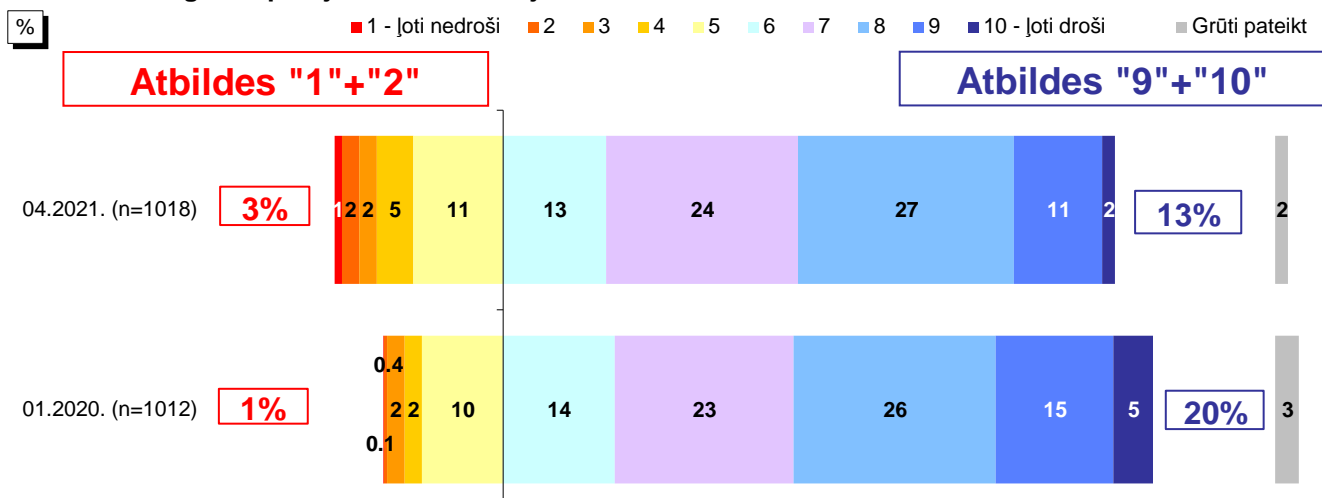 %
1 - ļoti nedroši 2 3 4 5 6 7 8 9 10 - ļoti droši Grūti pateikt
Atbildes "1"+"2" Atbildes "9"+"10"
04.2021. (n=1018) 3% 1 2 2 5 11 13 24 27 11 2 13% 2
0.4
01.2020. (n=1012) 1% 2 2 10 14 23 26 15 5 20% 3
0.1